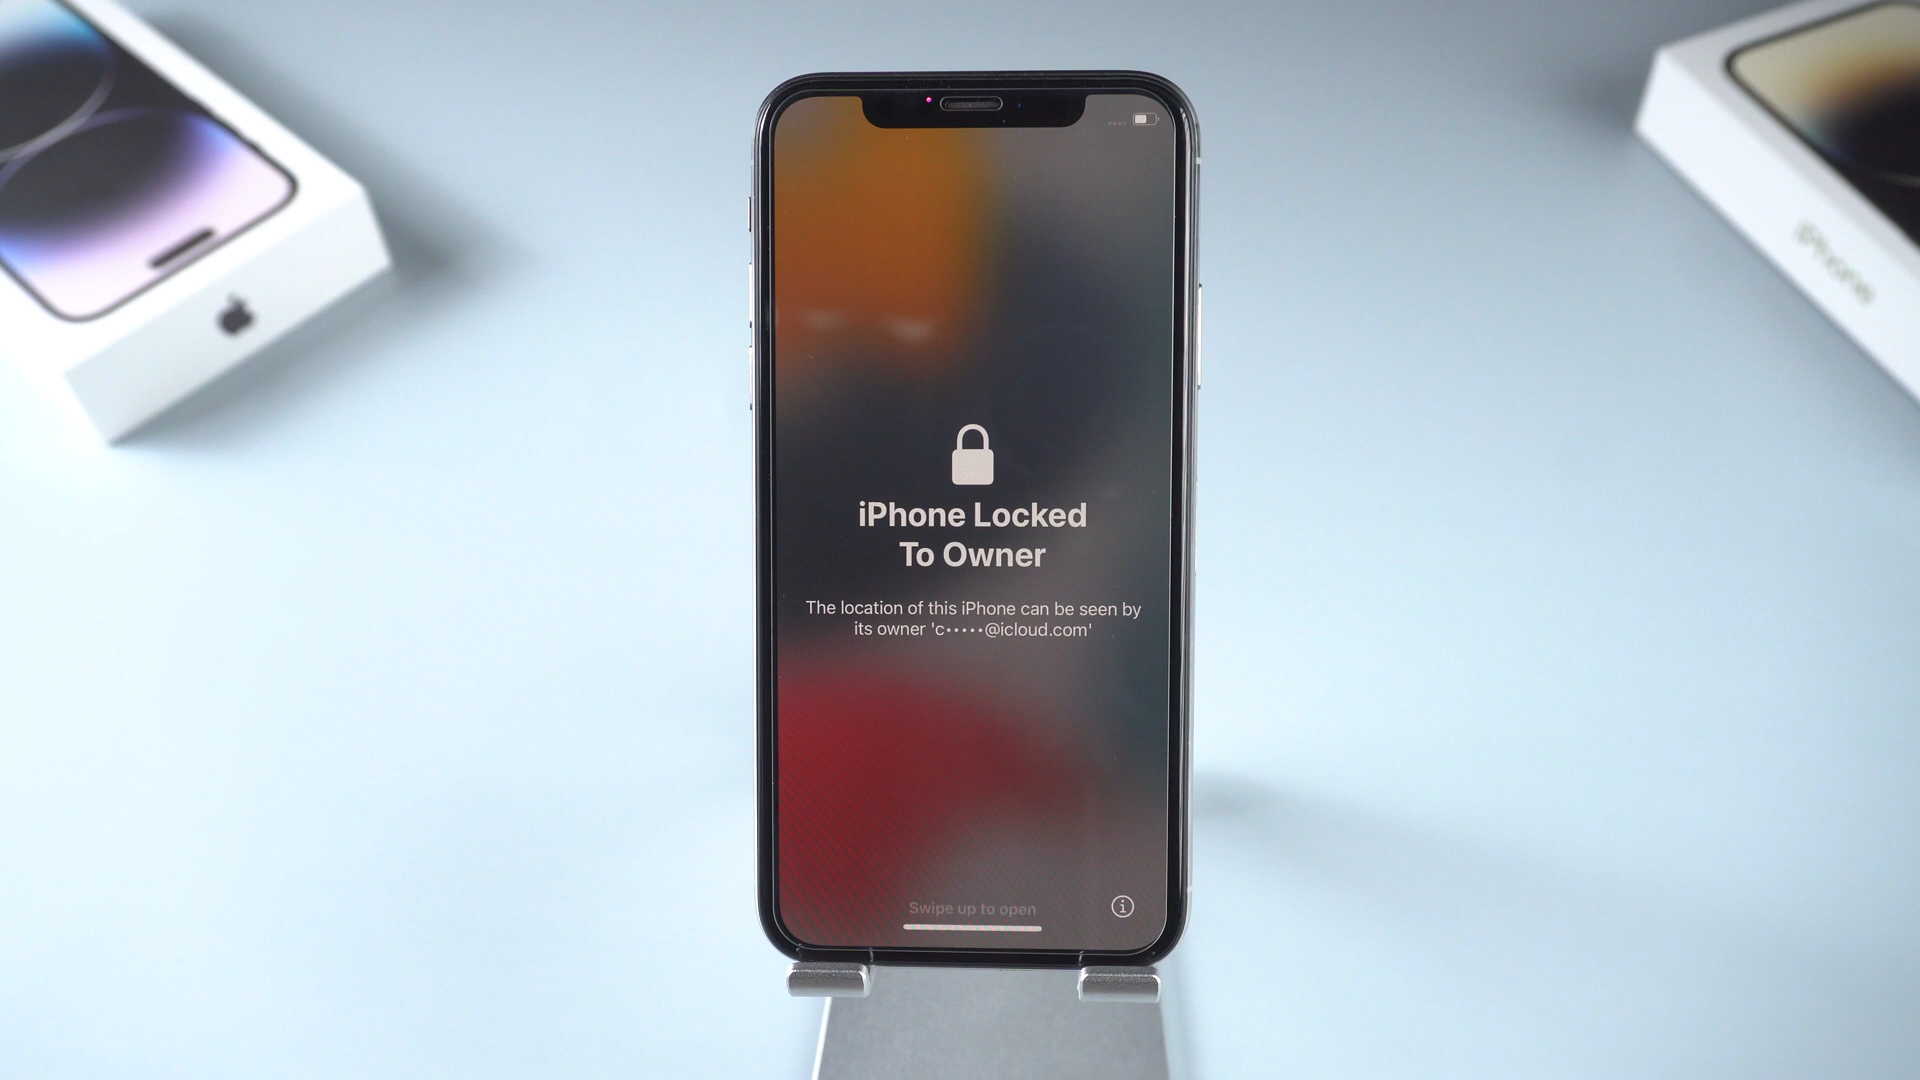 iPhone Locked
To Owner
The location of this iPhone can be seen by
its owner 'c•••••@icloud.com'
Swipe up to open
iPhone